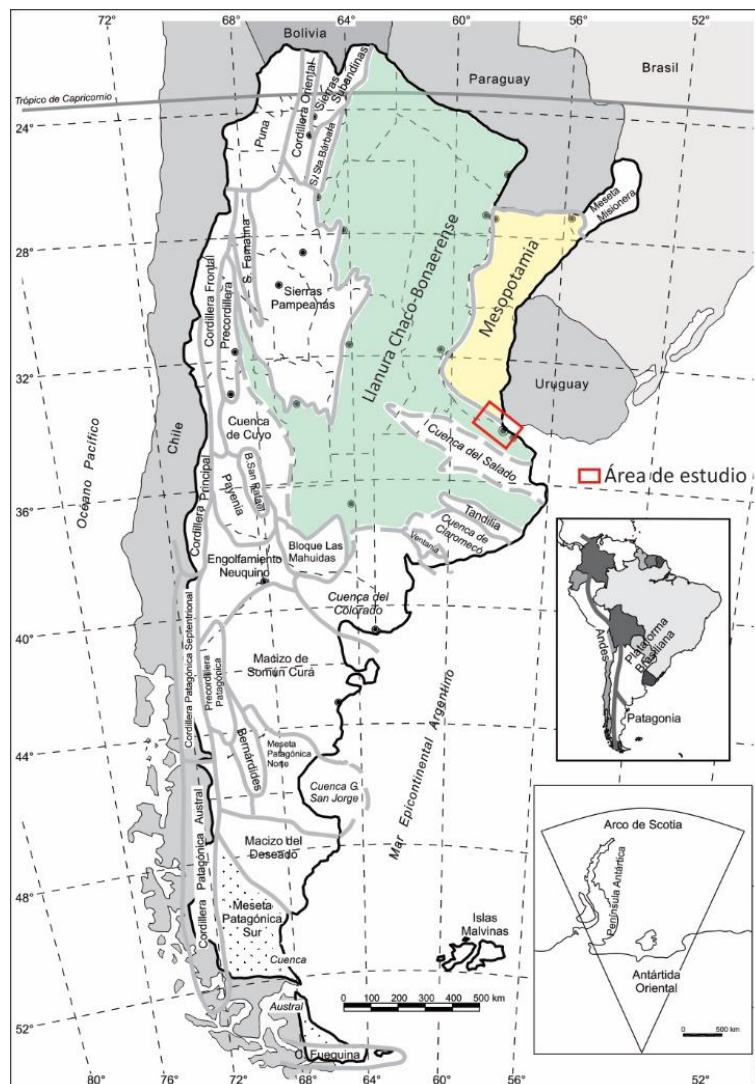 72°
68°
64°
60°
56°
52°
Bolivia
Paraguay
Brasil
Trópico de Capricornio
24°
Puna
Cordillera Oriental
Sierras
Subandinas
S./Sta Bárbara
Meseta
Misionera
28°
Cordillera Frontal
Precordillera
S. Famatina
Sierras
Pampeanas
Llanura Chaco-Bonaerense
Mesopotamia
Uruguay
32°
Chile
Océano Pacífico
Cuenca
de Cuyo
Cuenca del Salado
Área de estudio
36°
Cordillera Principal
Payenia
B.San Rafael
Tandilia
Cuenca de
Claromecó
Ventania
Bloque Las
Mahuidas
Engolfamiento
Neuquino
Cuenca del
Colorado
40°
Cordillera Patagónica Septentrional
Precordillera
Patagónica
Macizo de
Somún Curá
Mar Epicontinental Argentino
Andes
Plataforma
Brasiliana
Patagonia
44°
Bernárdides
Meseta
Patagónica
Norte
Cuenca G.
San Jorge
Cordillera Patagónica Austral
Macizo del
Deseado
Arco de Scotia
Península Antártica
Antártida
Oriental
0 500 km
48°
Meseta
Patagónica
Sur
Cuenca
Islas
Malvinas
0 100 200 300 400 500 km
Austral
52°
C. Fueguina
80°
76°
72°
68°
64°
60°
56°